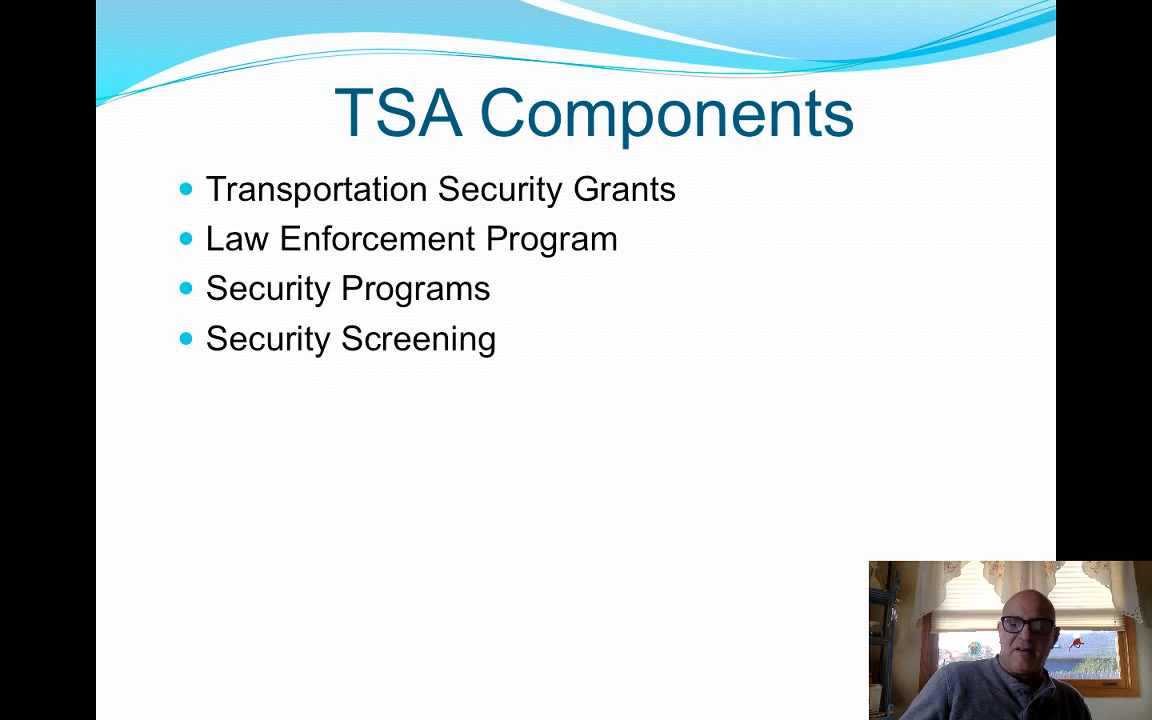 TSA Components
Transportation Security Grants
Law Enforcement Program
Security Programs
Security Screening